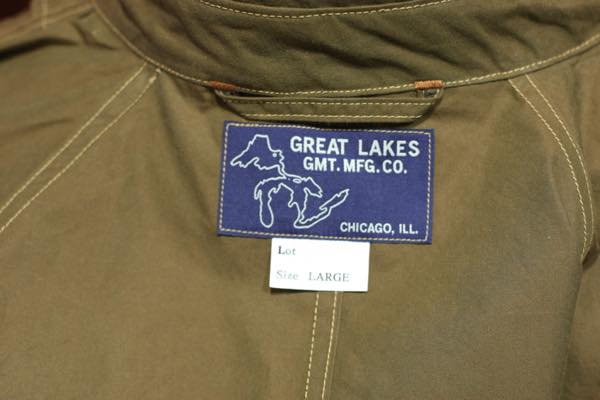 GREAT LAKES
GMT. MFG. CO.
CHICAGO, ILL.
Lot
Size LARGE